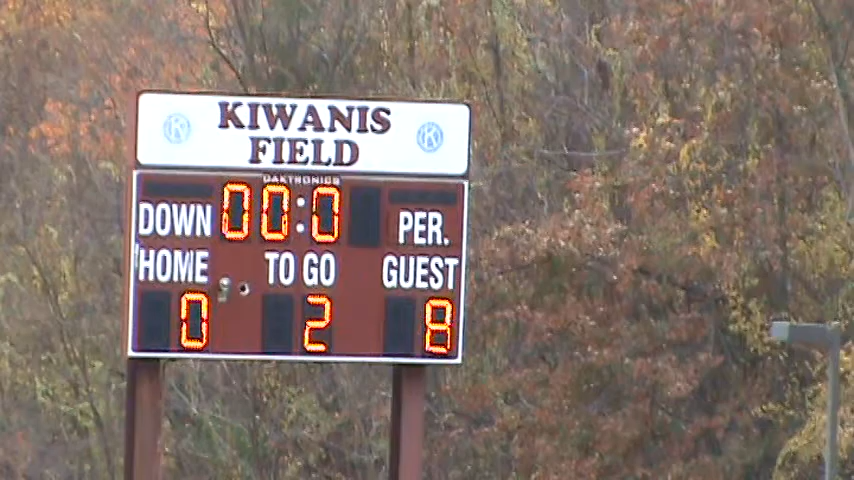 KIWANIS
FIELD
DAKTRONICS
00:0
DOWN PER.
HOME TO GO GUEST
0 2 8